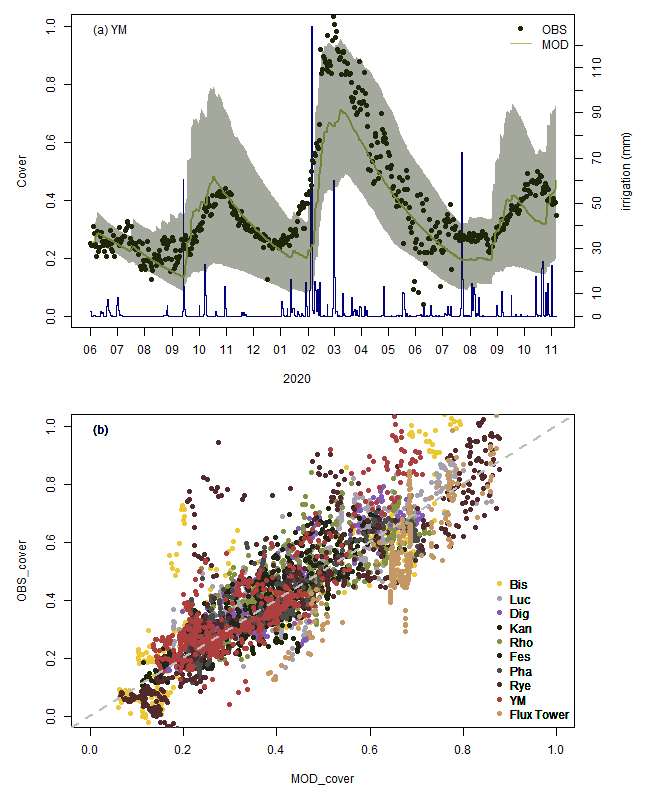 (a) YM
OBS
MOD
1.0
0.8
0.6
0.4
0.2
0.0
Cover
110
90
70
50
30
10
0
irrigation (mm)
06 07 08 09 10 11 12 01 02 03 04 05 06 07 08 09 10 11
2020
(b)
1.0
0.8
0.6
0.4
0.2
0.0
OBS_cover
Bis
Luc
Dig
Kan
Rho
Fes
Pha
Rye
YM
Flux Tower
0.0 0.2 0.4 0.6 0.8 1.0
MOD_cover